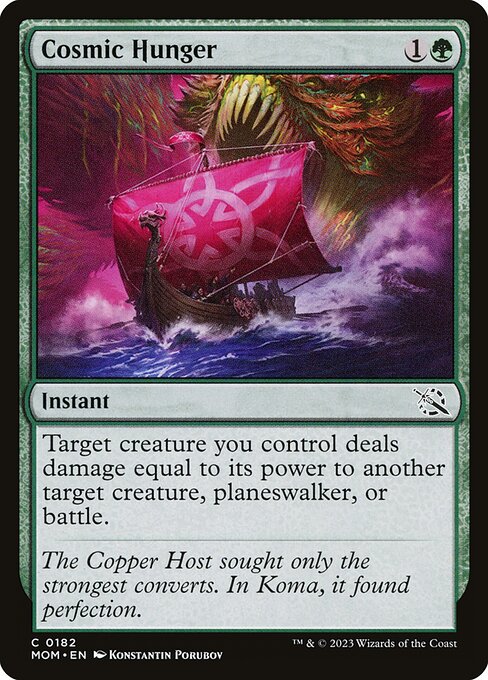 Cosmic Hunger 1
Instant
Target creature you control deals
damage equal to its power to another
target creature, planeswalker, or
battle.
The Copper Host sought only the
strongest converts. In Koma, it found
perfection.
C 0182
MOM • EN Konstantin Porubov
™ & © 2023 Wizards of the Coast